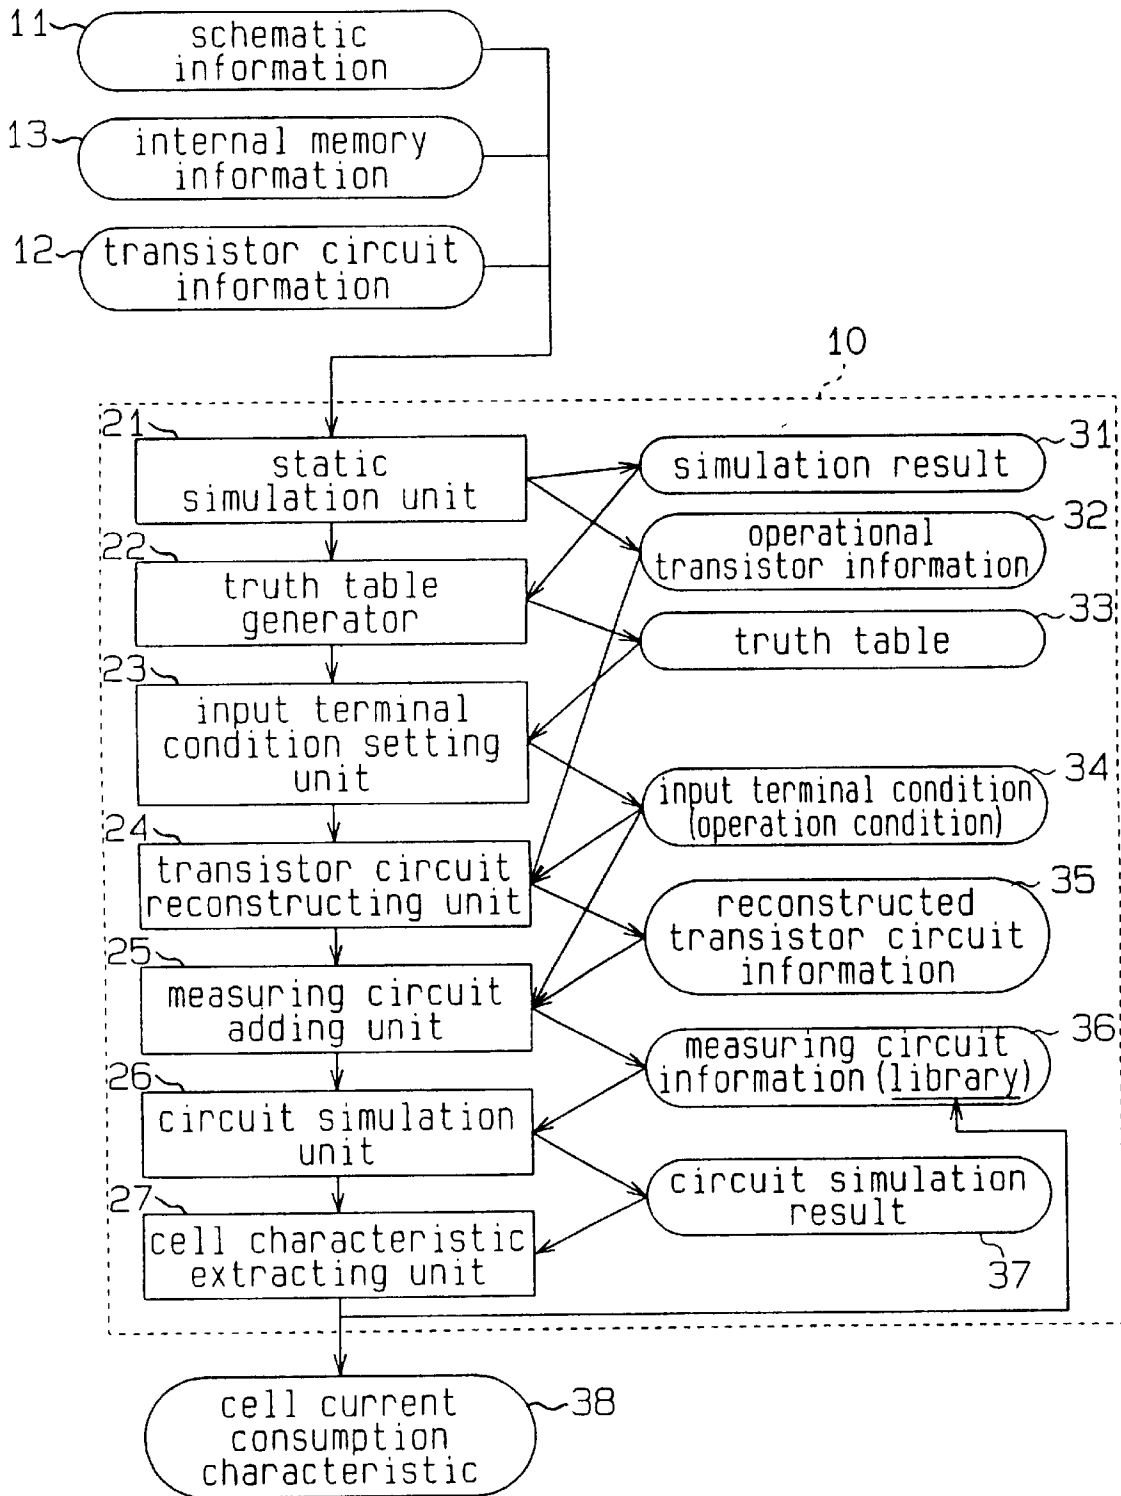 11
schematic
information
13
internal memory
information
12
transistor circuit
information
10
21
static
simulation unit
31
simulation result
32
operational
transistor information
22
truth table
generator
33
truth table
23
input terminal
condition setting
unit
34
input terminal condition
(operation condition)
24
transistor circuit
reconstructing unit
35
reconstructed
transistor circuit
information
25
measuring circuit
adding unit
36
measuring circuit
information (library)
26
circuit simulation
unit
circuit simulation
result
37
27
cell characteristic
extracting unit
cell current
consumption
characteristic
38